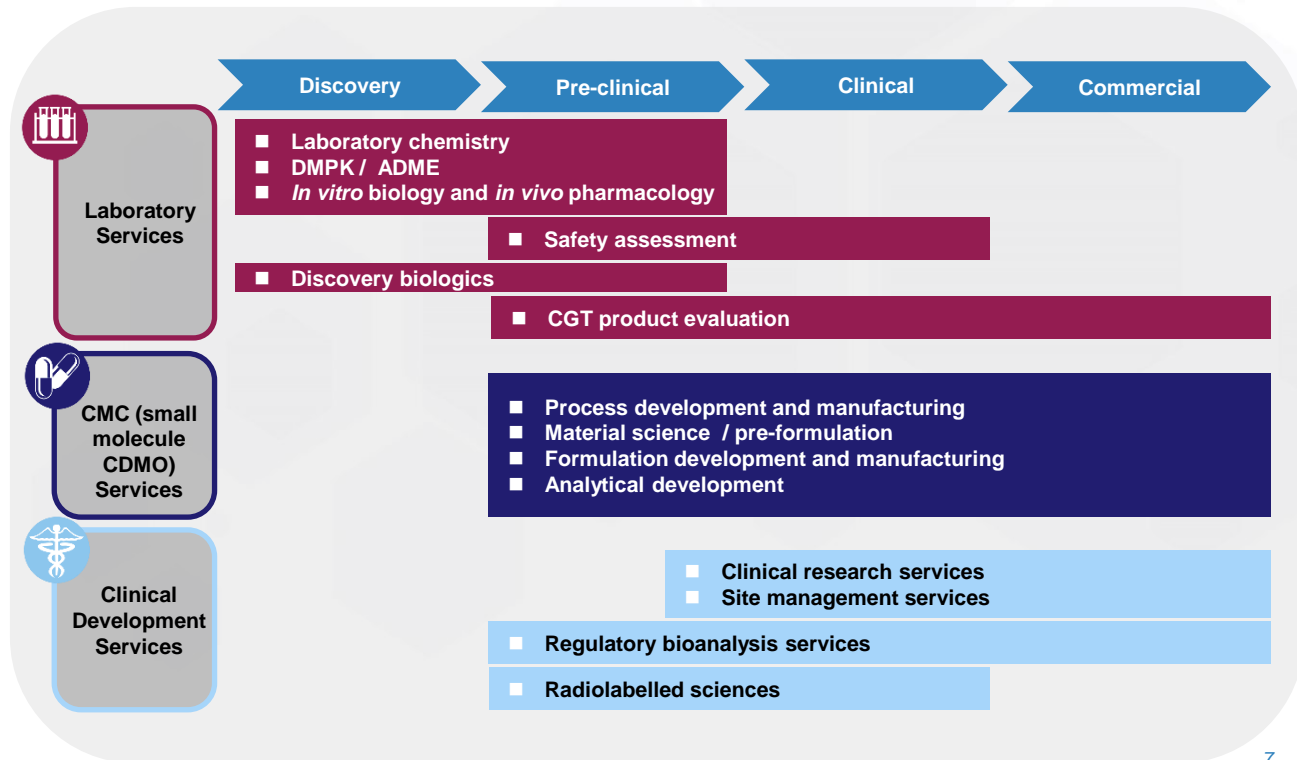 Discovery
Pre-clinical
Clinical
Commercial
Laboratory
Services
Laboratory chemistry
DMPK / ADME
In vitro biology and in vivo pharmacology
Safety assessment
Discovery biologics
CGT product evaluation
CMC (small
molecule
CDMO)
Services
Process development and manufacturing
Material science / pre-formulation
Formulation development and manufacturing
Analytical development
Clinical
Development
Services
Clinical research services
Site management services
Regulatory bioanalysis services
Radiolabelled sciences
7